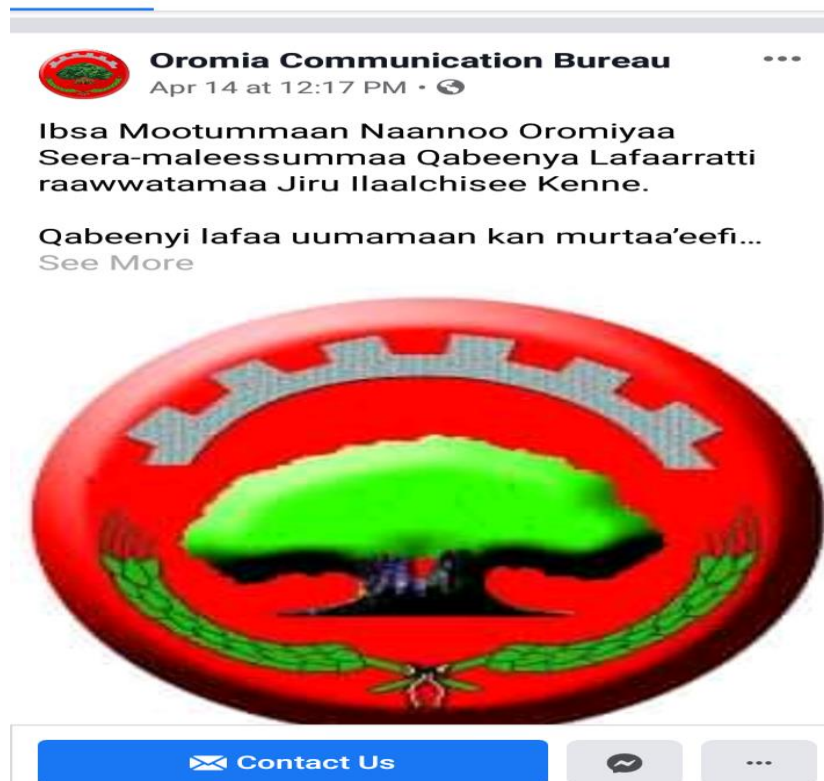 Oromia Communication Bureau
Apr 14 at 12:17 PM
Ibsa Mootummaan Naannoo Oromiyaa
Seera-maleessummaa Qabeenya Lafaarratti
raawwatamaa Jiru Ilaalchisee Kenne.
Qabeenyi lafaa uumamaan kan murtaa’eefi...
See More
Contact Us